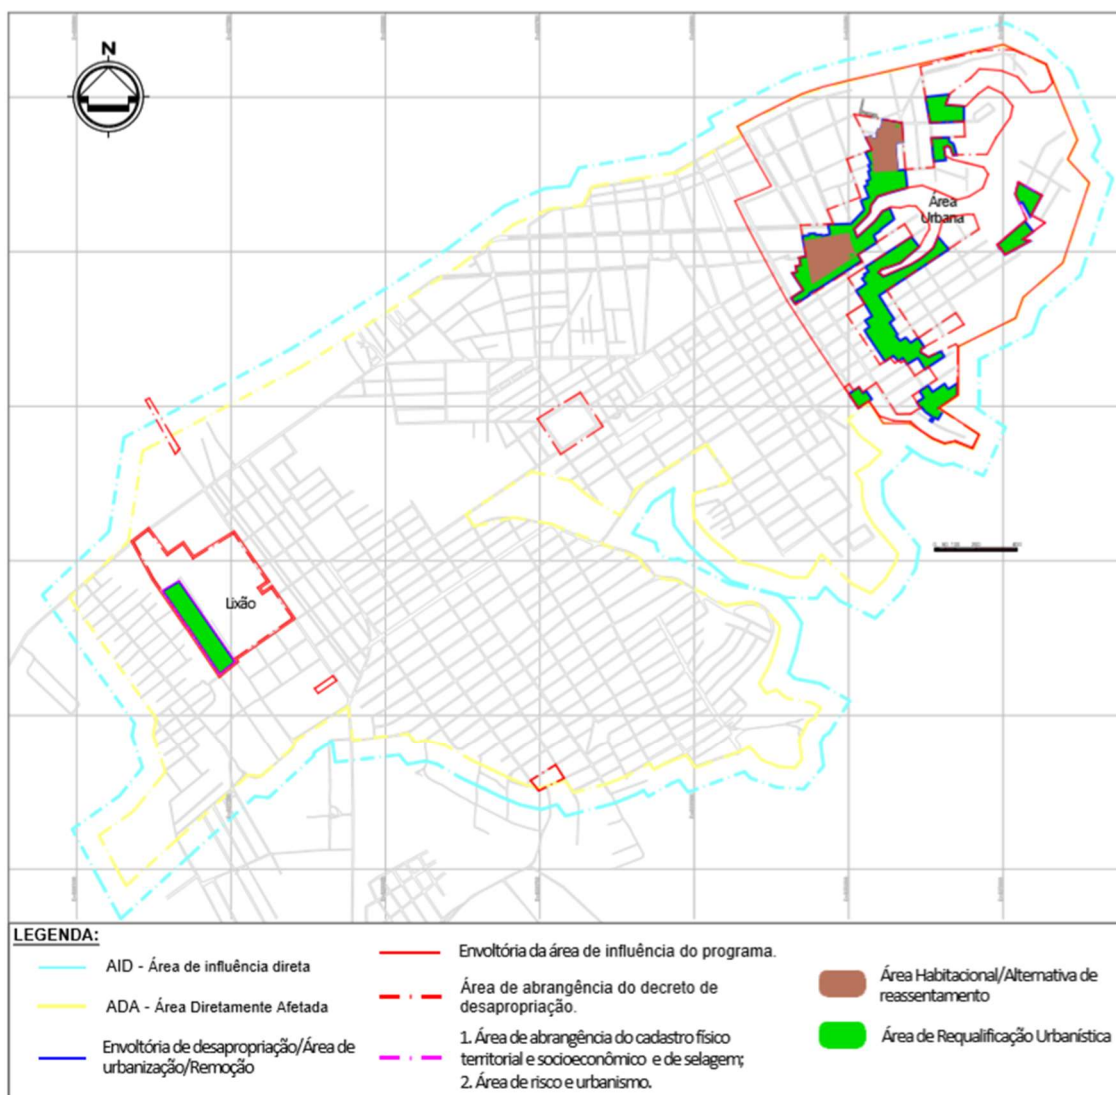 N
Área
Urbana
Lixão
LEGENDA:
AID - Área de influência direta
ADA - Área Diretamente Afetada
Envoltória de desapropriação/Área de
urbanização/Remoção
Envoltória da área de influência do programa.
Área de abrangência do decreto de
desapropriação.
1. Área de abrangência do cadastro físico
territorial e socioeconômico e de selagem;
2. Área de risco e urbanismo.
Área Habitacional/Alternativa de
reassentamento
Área de Requalificação Urbanística